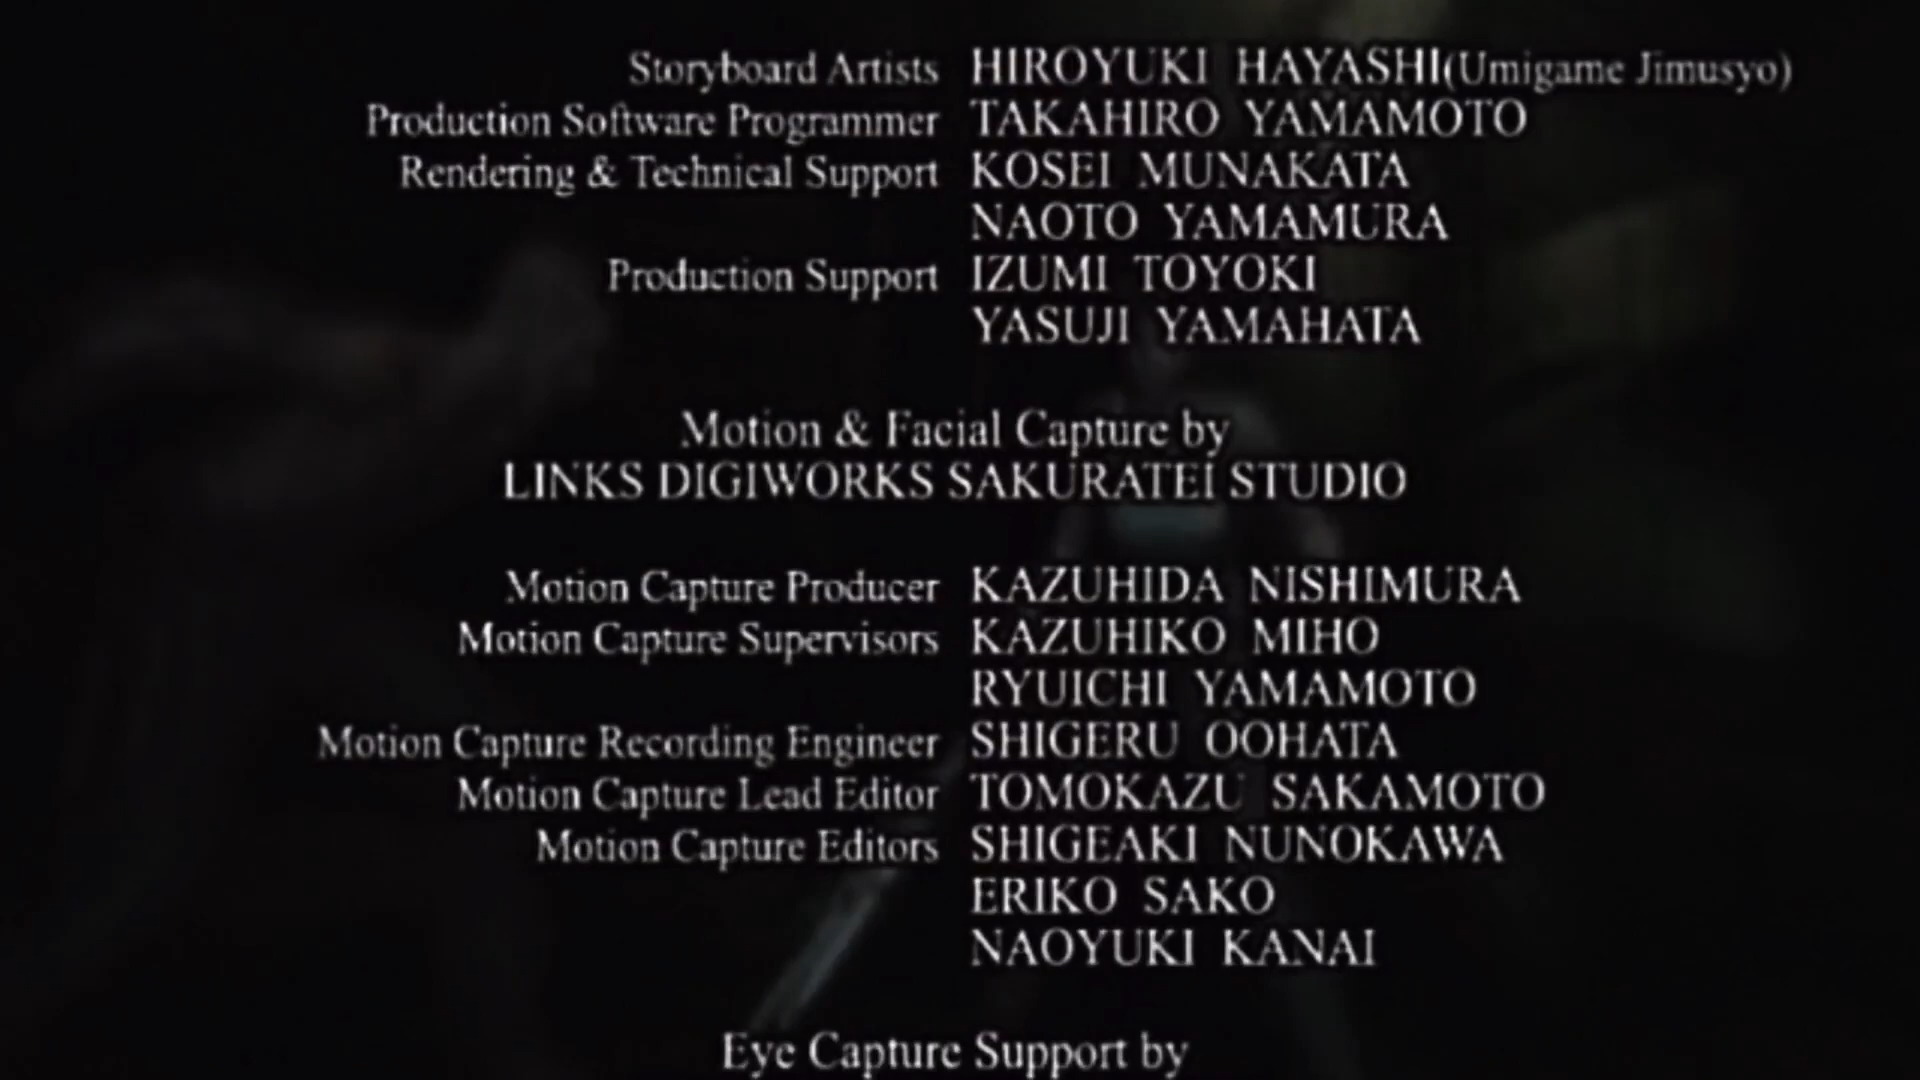 Storyboard Artists HIROYUKI HAYASHI(Umigame Jimusyo)
Production Software Programmer TAKAHIRO YAMAMOTO
Rendering & Technical Support KOSEI MUNAKATA
NAOTO YAMAMURA
Production Support IZUMI TOYOKI
YASUJI YAMAHATA
Motion & Facial Capture by
LINKS DIGIWORKS SAKURATEI STUDIO
Motion Capture Producer KAZUHIDA NISHIMURA
Motion Capture Supervisors KAZUHIKO MIHO
RYUICHI YAMAMOTO
Motion Capture Recording Engineer SHIGERU OOHATA
Motion Capture Lead Editor TOMOKAZU SAKAMOTO
Motion Capture Editors SHIGEAKI NUNOKAWA
ERIKO SAKO
NAOYUKI KANAI
Eye Capture Support by